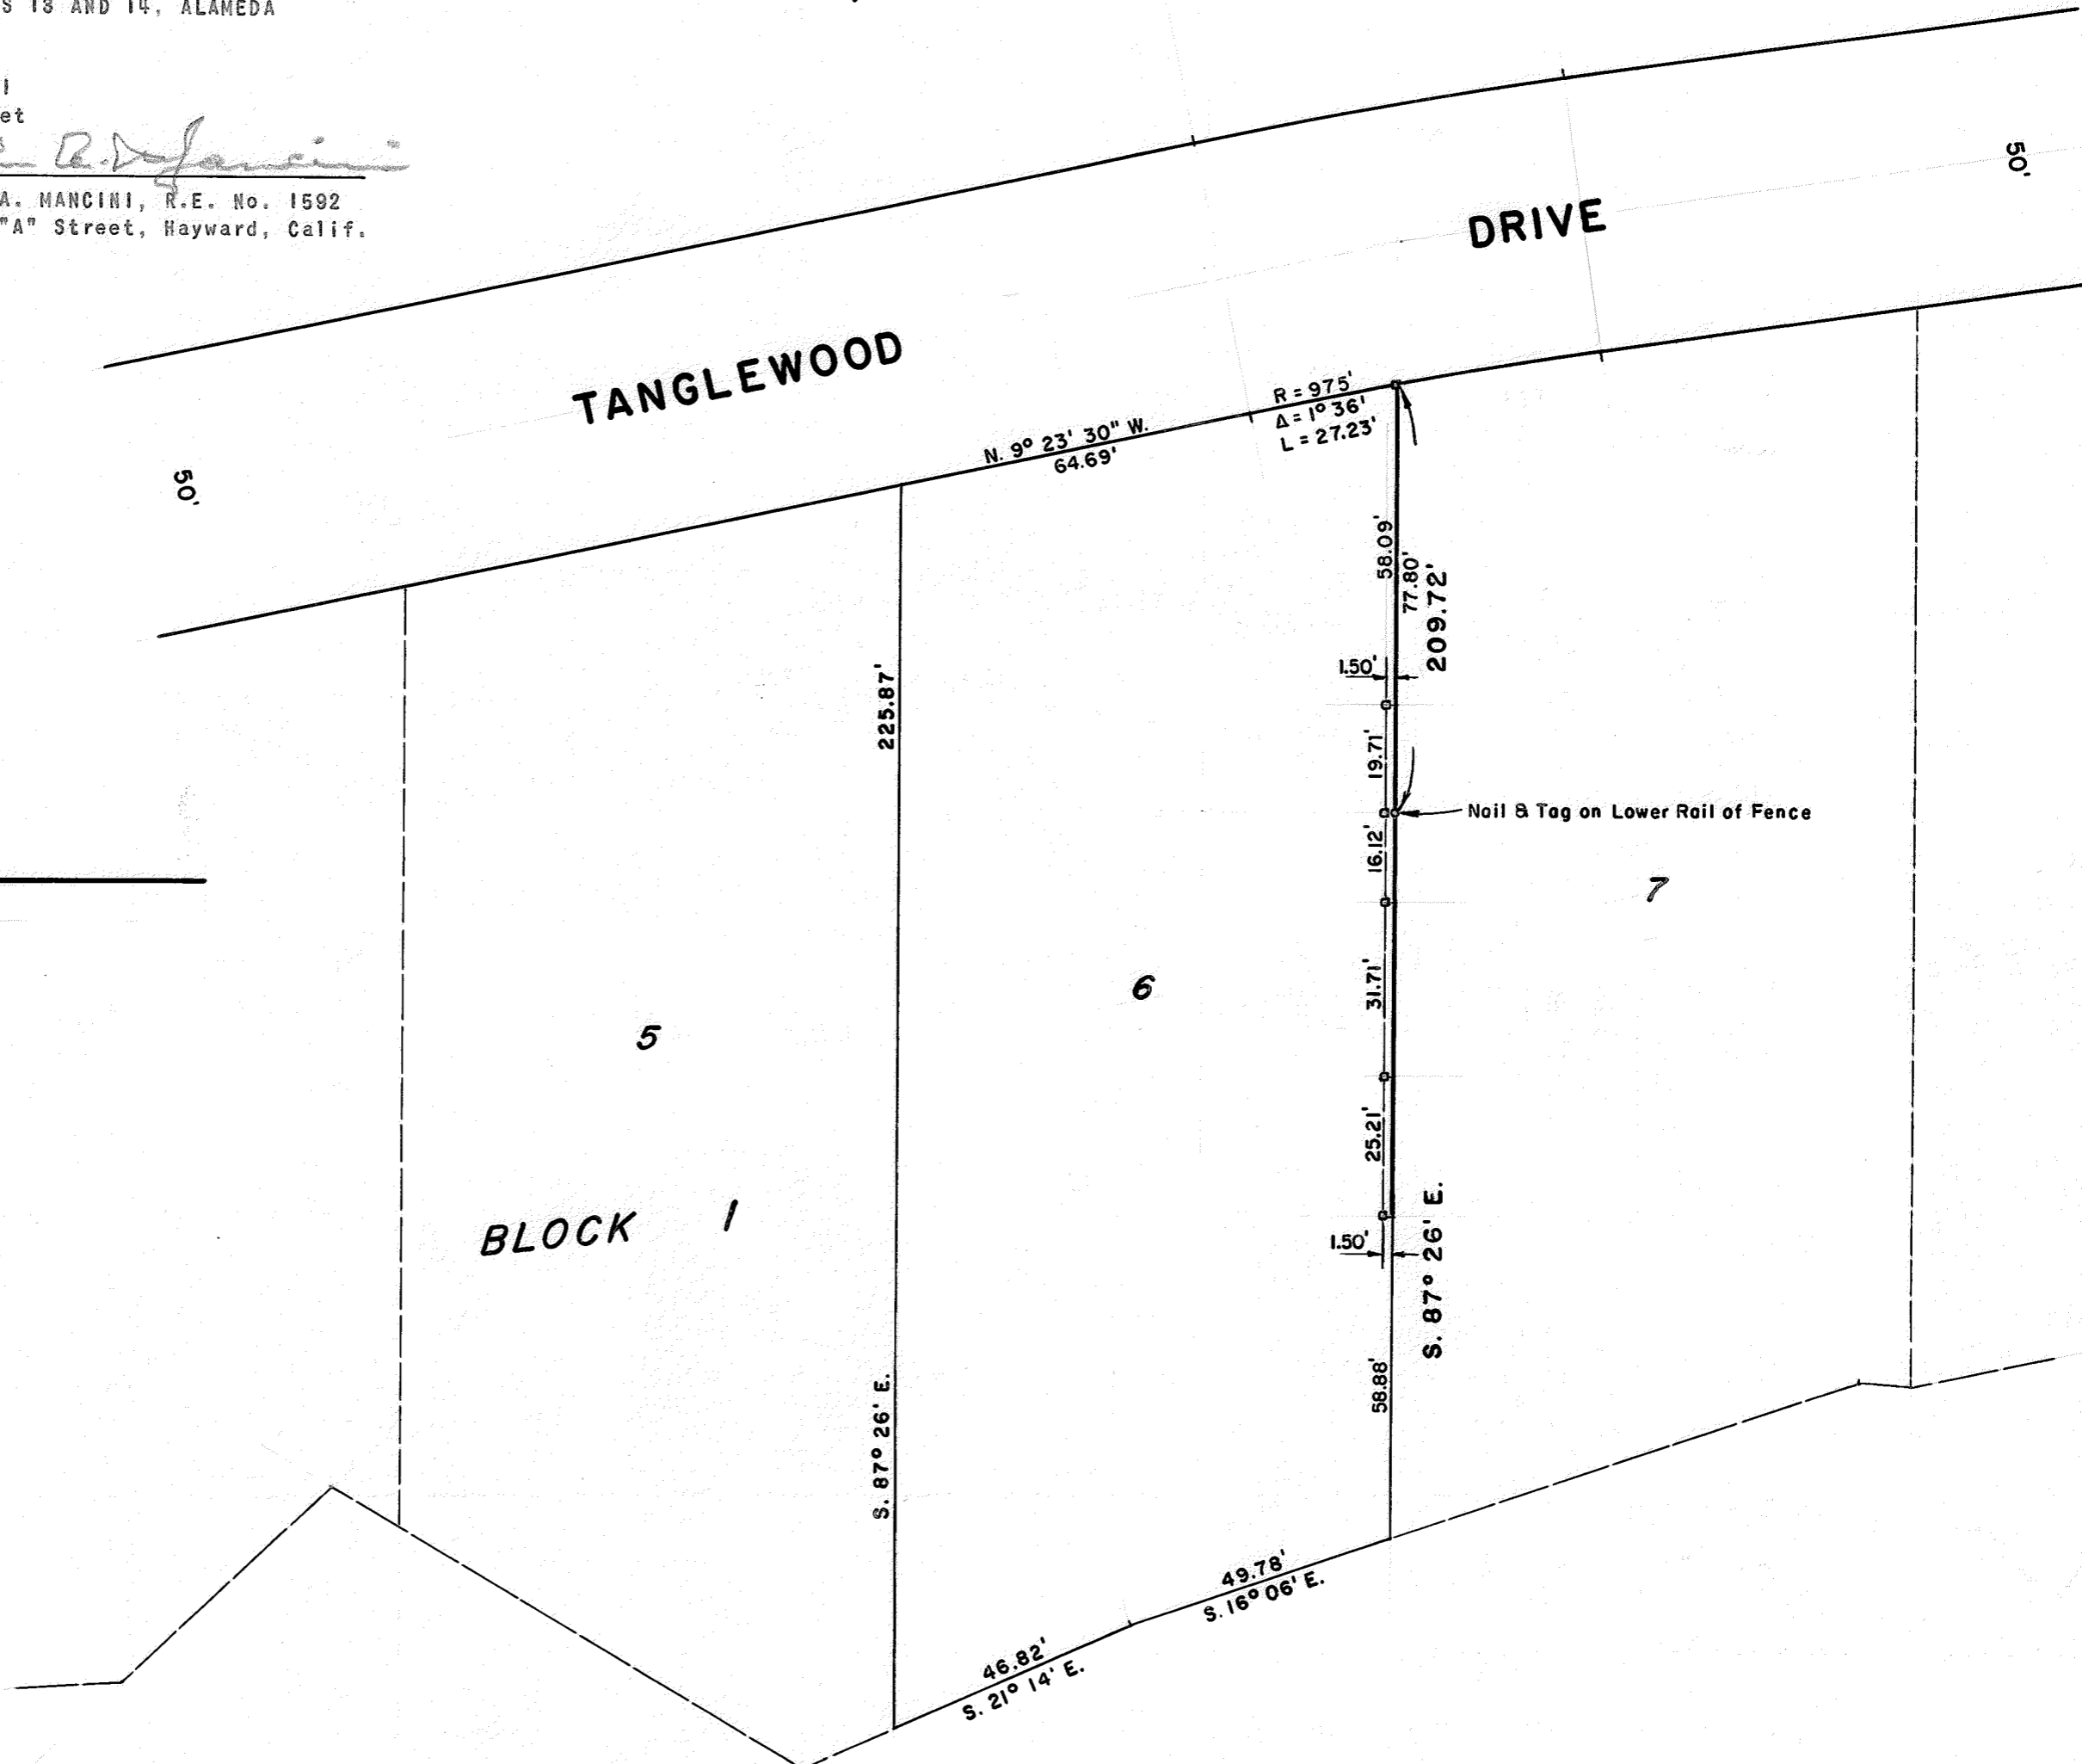 S 13 AND 14, ALAMEDA
et
A. MANCINI, R.E. No. 1592
"A" Street, Hayward, Calif.
50'
DRIVE
TANGLEWOOD
50'
R = 975'
Δ = 1° 36'
L = 27.23'
N. 9° 23' 30" W.
64.69'
58.09'
77.80'
209.72'
1.50'
225.87'
19.71'
Nail & Tag on Lower Rail of Fence
16.12'
7
31.71'
6
5
25.21'
BLOCK 1
1.50'
S. 87° 26' E.
58.88'
S. 87° 26' E.
49.78'
S. 16° 06' E.
46.82'
S. 21° 14' E.